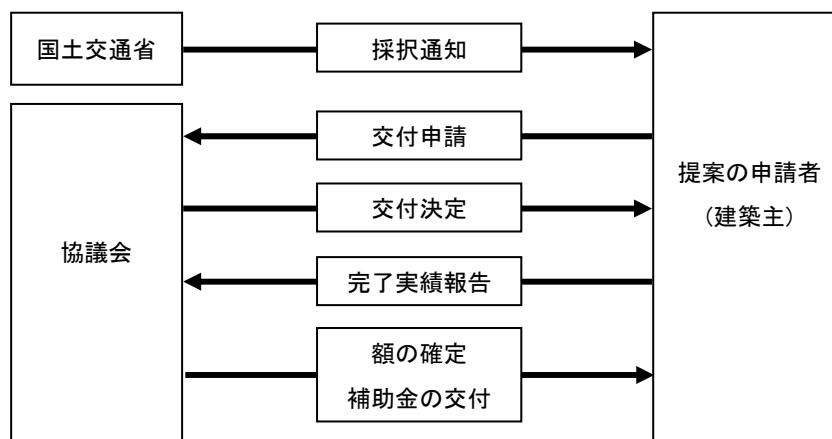 国土交通省
採択通知
交付申請
提案の申請者
（建築主）
交付決定
協議会
完了実績報告
額の確定
補助金の交付